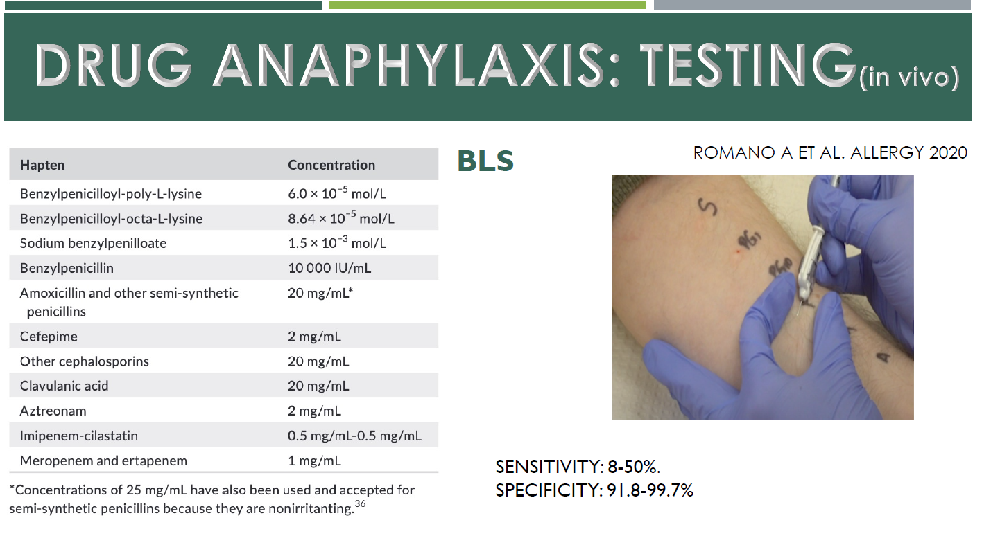 DRUG ANAPHYLAXIS: TESTING(in vivo)
Hapten Concentration
Benzylpenicilloyl-poly-L-lysine 6.0 × 10⁻⁵ mol/L
Benzylpenicilloyl-octa-L-lysine 8.64 × 10⁻⁵ mol/L
Sodium benzylpenilloate 1.5 × 10⁻³ mol/L
Benzylpenicillin 10 000 IU/mL
Amoxicillin and other semi-synthetic 20 mg/mL*
penicillins
Cefepime 2 mg/mL
Other cephalosporins 20 mg/mL
Clavulanic acid 20 mg/mL
Aztreonam 2 mg/mL
Imipenem-cilastatin 0.5 mg/mL-0.5 mg/mL
Meropenem and ertapenem 1 mg/mL
*Concentrations of 25 mg/mL have also been used and accepted for
semi-synthetic penicillins because they are nonirritanting.³⁶
BLS
ROMANO A ET AL. ALLERGY 2020
S
A
SENSITIVITY: 8-50%.
SPECIFICITY: 91.8-99.7%